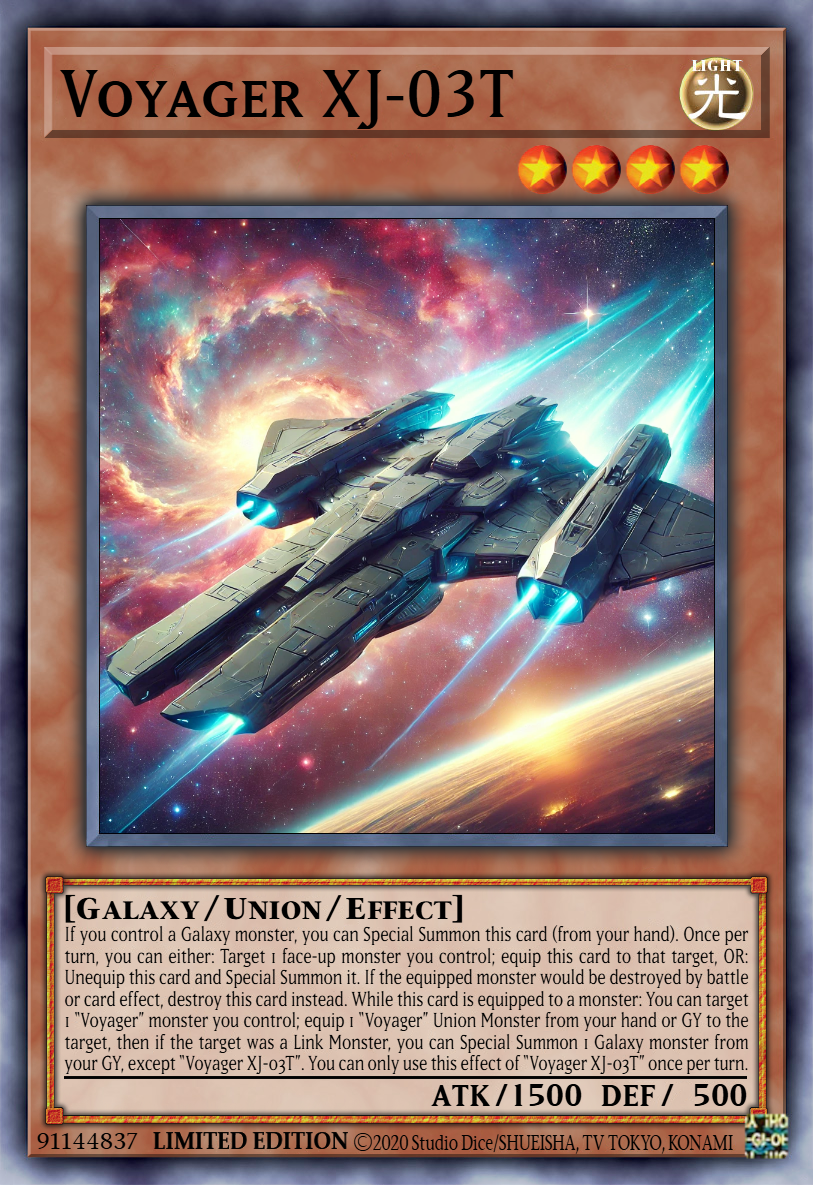 Voyager XJ-03T
LIGHT
光
[Galaxy/Union/Effect]
If you control a Galaxy monster, you can Special Summon this card (from your hand). Once per
turn, you can either: Target 1 face-up monster you control; equip this card to that target, OR:
Unequip this card and Special Summon it. If the equipped monster would be destroyed by battle
or card effect, destroy this card instead. While this card is equipped to a monster: You can target
1 "Voyager" monster you control; equip 1 "Voyager" Union Monster from your hand or GY to the
target, then if the target was a Link Monster, you can Special Summon 1 Galaxy monster from
your GY, except "Voyager XJ-03T". You can only use this effect of "Voyager XJ-03T" once per turn.
ATK/1500 DEF/ 500
91144837 LIMITED EDITION ©2020 Studio Dice/SHUEISHA, TV TOKYO, KONAMI